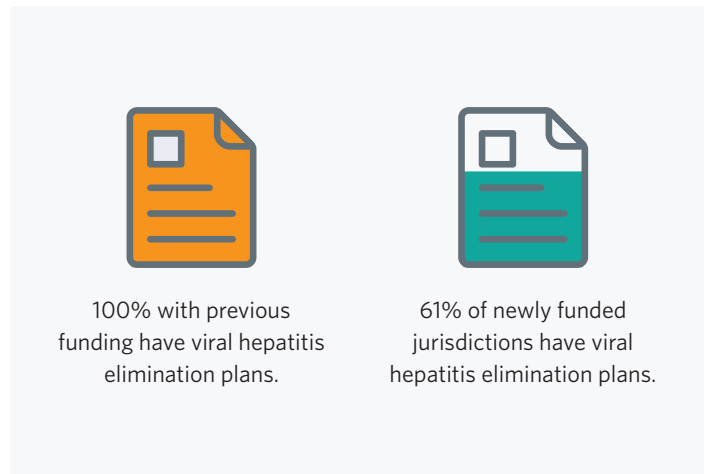 100% with previous
funding have viral hepatitis
elimination plans.
61% of newly funded
jurisdictions have viral
hepatitis elimination plans.